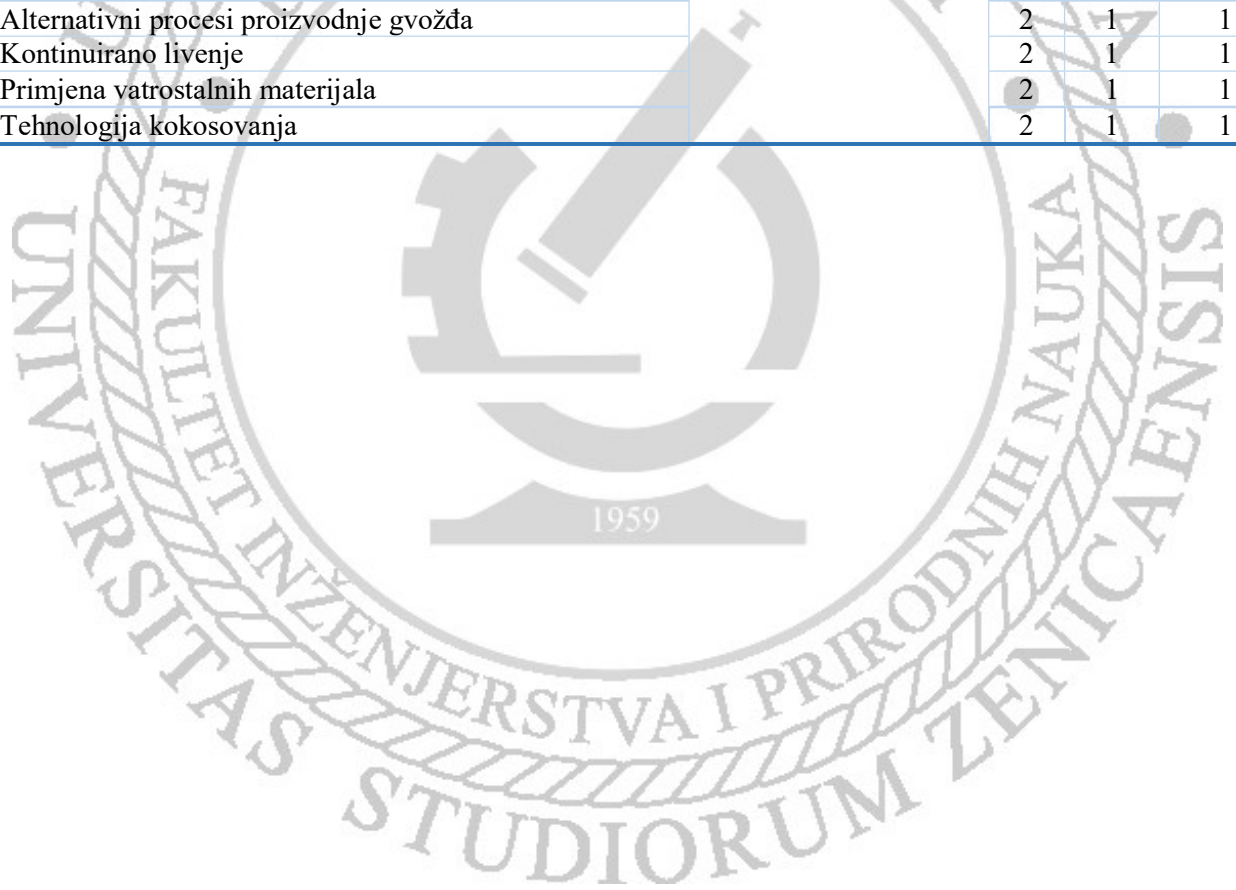 Alternativni procesi proizvodnje gvožđa 2 1 1
Kontinuirano livenje 2 1 1
Primjena vatrostalnih materijala 2 1 1
Tehnologija kokosovanja 2 1 1
UNIVERSITAS STUDIORUM ZENICAENSIS
FAKULTET INŽENJERSTVA I PRIRODNIH NAUKA
1959